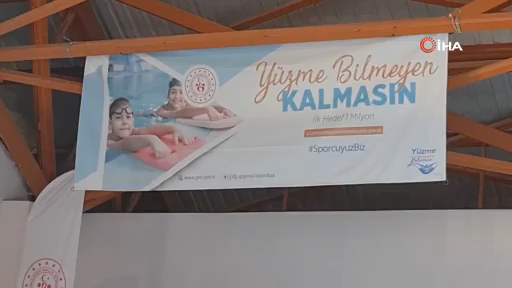 İHA
Yüzme Bilmeyen
KALMASIN
İlk Hedef 1 Milyon
#SporcuyuzBiz
Yüzme